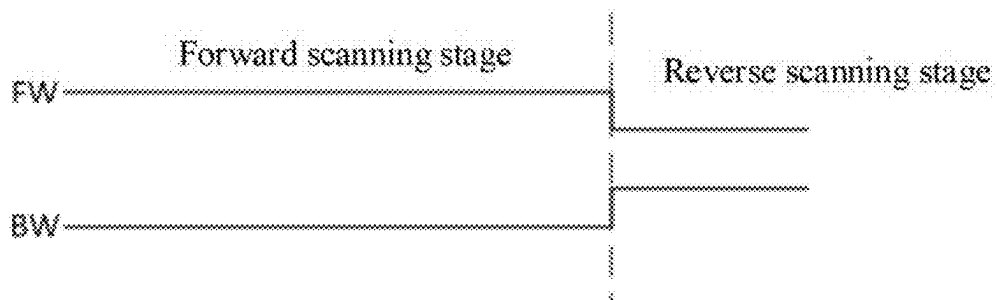 Forward scanning stage
Reverse scanning stage
FW
BW